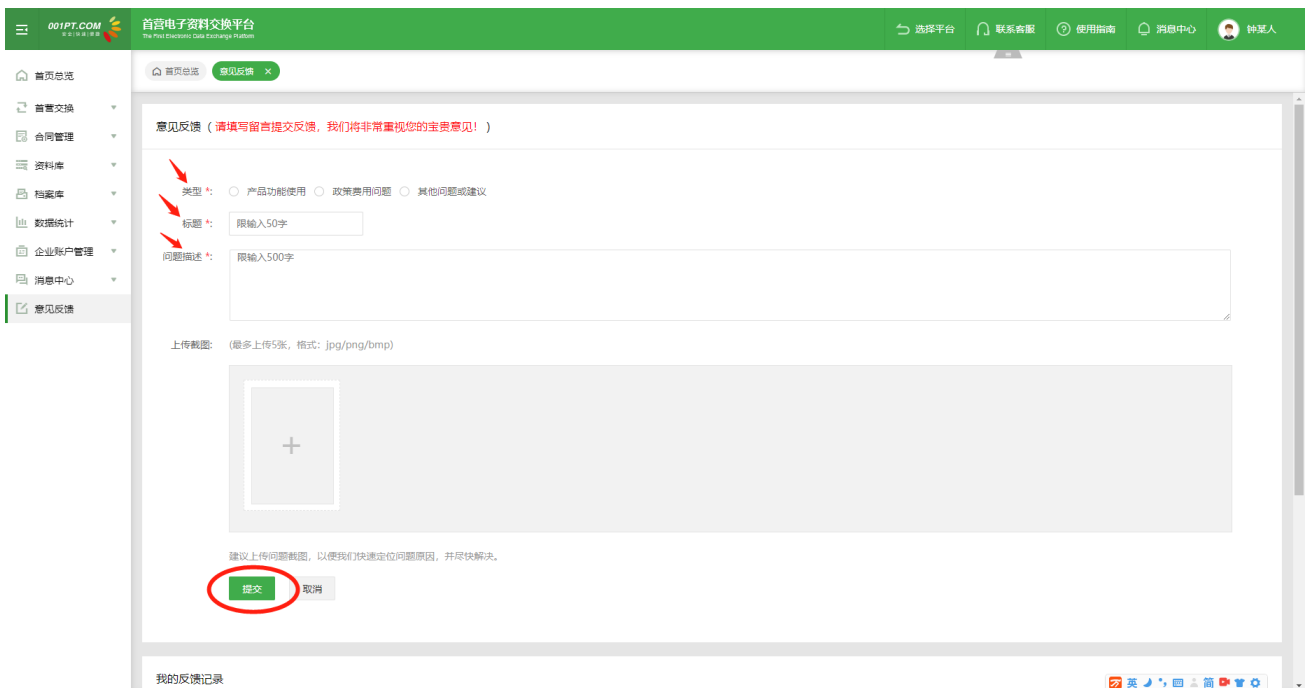 001PT.COM
首营电子资料交换平台
The First Electronic Data Exchange Platform
选择平台
联系客服
使用指南
消息中心
钟某人
首页总览
首营交换
合同管理
资料库
档案库
数据统计
企业账户管理
消息中心
意见反馈
首页总览
意见反馈 ×
意见反馈（请填写留言提交反馈，我们将非常重视您的宝贵意见！）
类型 *: 产品功能使用 政策费用问题 其他问题或建议
标题 *: 限输入50字
问题描述 *: 限输入500字
上传截图: (最多上传5张，格式：jpg/png/bmp)
建议上传问题截图，以便我们快速定位问题原因，并尽快解决。
提交 取消
我的反馈记录
英 简